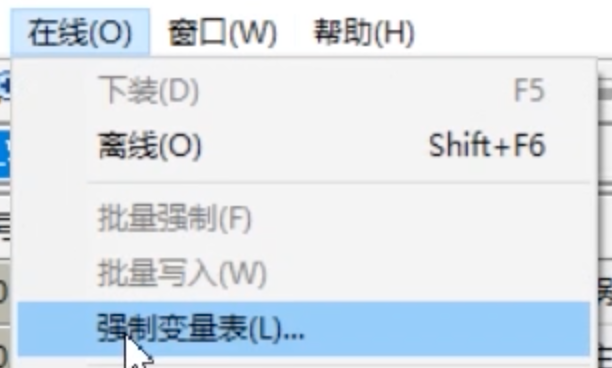 在线(O) 窗口(W) 帮助(H)
下装(D) F5
离线(O) Shift+F6
批量强制(F)
批量写入(W)
强制变量表(L)...